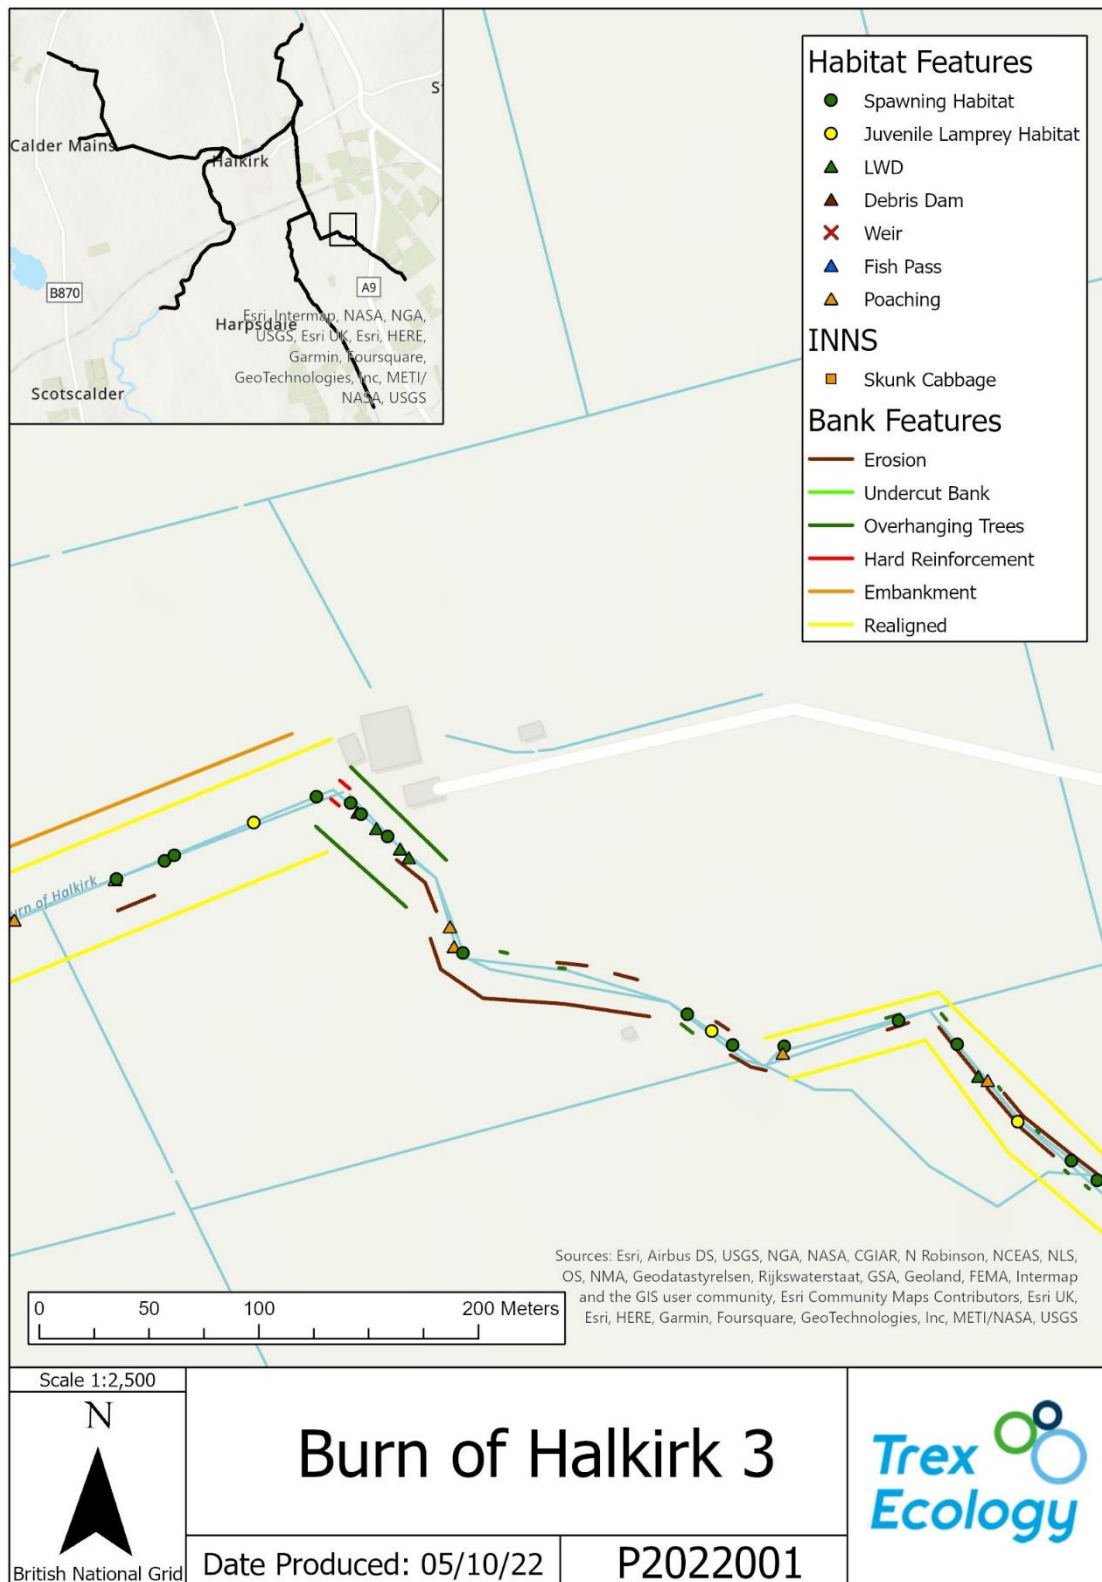 St
Calder Mains
Halkirk
B870
A9
Harpsdale
Scotscalder
Esri, Intermap, NASA, NGA,
USGS, Esri UK, Esri, HERE,
Garmin, Foursquare,
GeoTechnologies, Inc, METI/
NASA, USGS
Habitat Features
Spawning Habitat
Juvenile Lamprey Habitat
LWD
Debris Dam
Weir
Fish Pass
Poaching
INNS
Skunk Cabbage
Bank Features
Erosion
Undercut Bank
Overhanging Trees
Hard Reinforcement
Embankment
Realigned
urn of Halkirk
Sources: Esri, Airbus DS, USGS, NGA, NASA, CGIAR, N Robinson, NCEAS, NLS,
OS, NMA, Geodatastyrelsen, Rijkswaterstaat, GSA, Geoland, FEMA, Intermap
and the GIS user community, Esri Community Maps Contributors, Esri UK,
Esri, HERE, Garmin, Foursquare, GeoTechnologies, Inc, METI/NASA, USGS
0 50 100 200 Meters
Scale 1:2,500
N
British National Grid
Burn of Halkirk 3
Date Produced: 05/10/22
P2022001
Trex
Ecology